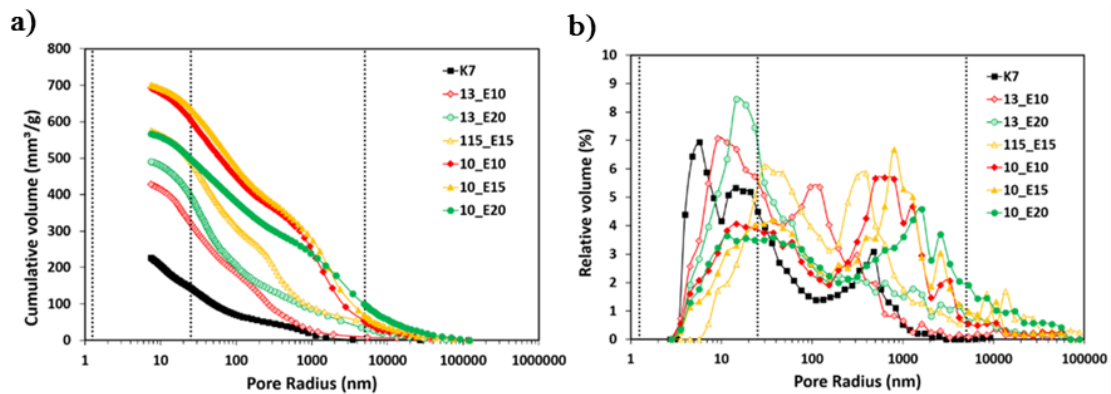 a)
Cumulative volume (mm³/g)
800
700
600
500
400
300
200
100
0
1
10
100
1000
10000
100000
1000000
Pore Radius (nm)
K7
13_E10
13_E20
115_E15
10_E10
10_E15
10_E20
b)
Relative volume (%)
10
9
8
7
6
5
4
3
2
1
0
1
10
100
1000
10000
100000
Pore Radius (nm)
K7
13_E10
13_E20
115_E15
10_E10
10_E15
10_E20